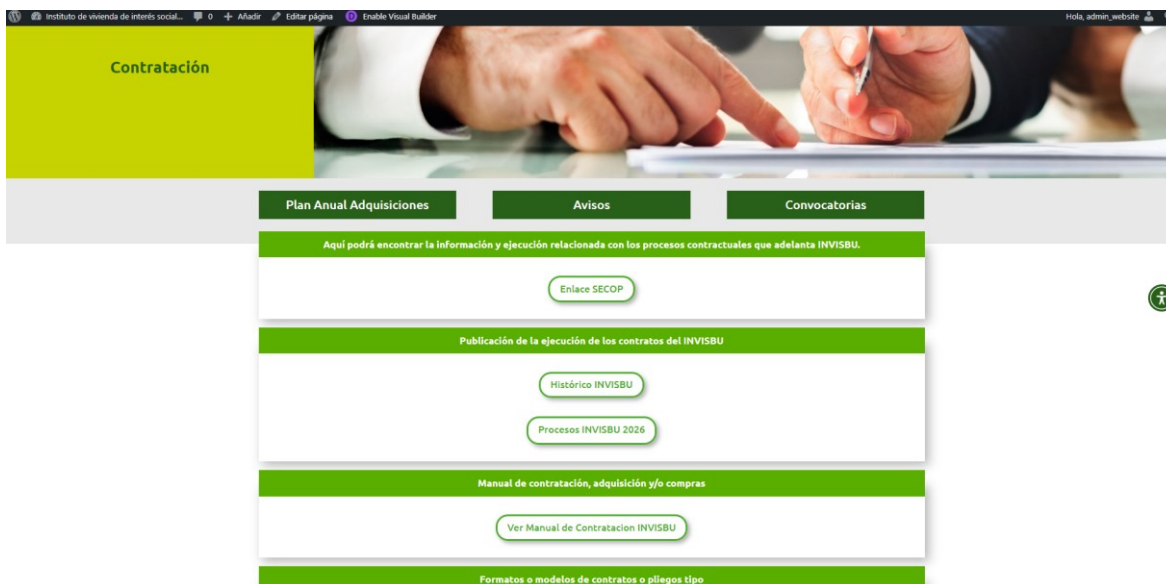 Instituto de vivienda de interés social... 0 Añadir Editar página Enable Visual Builder Hola, admin_website
Contratación
Plan Anual Adquisiciones Avisos Convocatorias
Aquí podrá encontrar la información y ejecución relacionada con los procesos contractuales que adelanta INVISBU.
Enlace SECOP
Publicación de la ejecución de los contratos del INVISBU
Histórico INVISBU
Procesos INVISBU 2026
Manual de contratación, adquisición y/o compras
Ver Manual de Contratacion INVISBU
Formatos o modelos de contratos o pliegos tipo